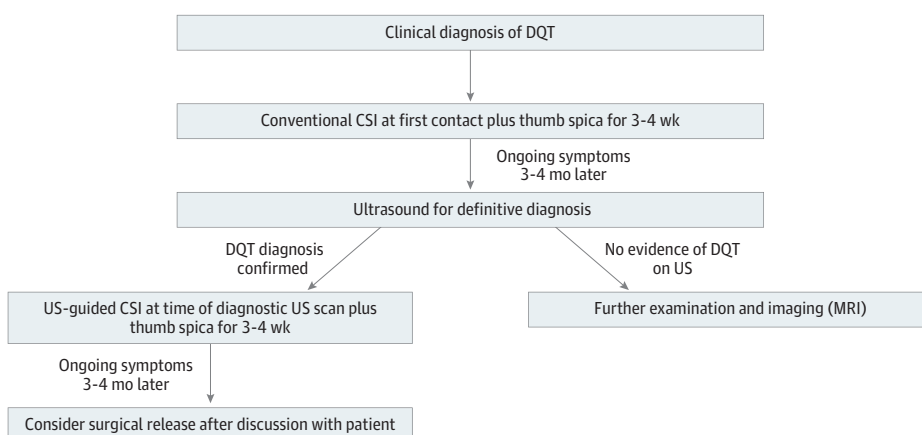 Clinical diagnosis of DQT
Conventional CSI at first contact plus thumb spica for 3-4 wk
Ongoing symptoms
3-4 mo later
Ultrasound for definitive diagnosis
DQT diagnosis
confirmed
No evidence of DQT
on US
US-guided CSI at time of diagnostic US scan plus
thumb spica for 3-4 wk
Further examination and imaging (MRI)
Ongoing symptoms
3-4 mo later
Consider surgical release after discussion with patient